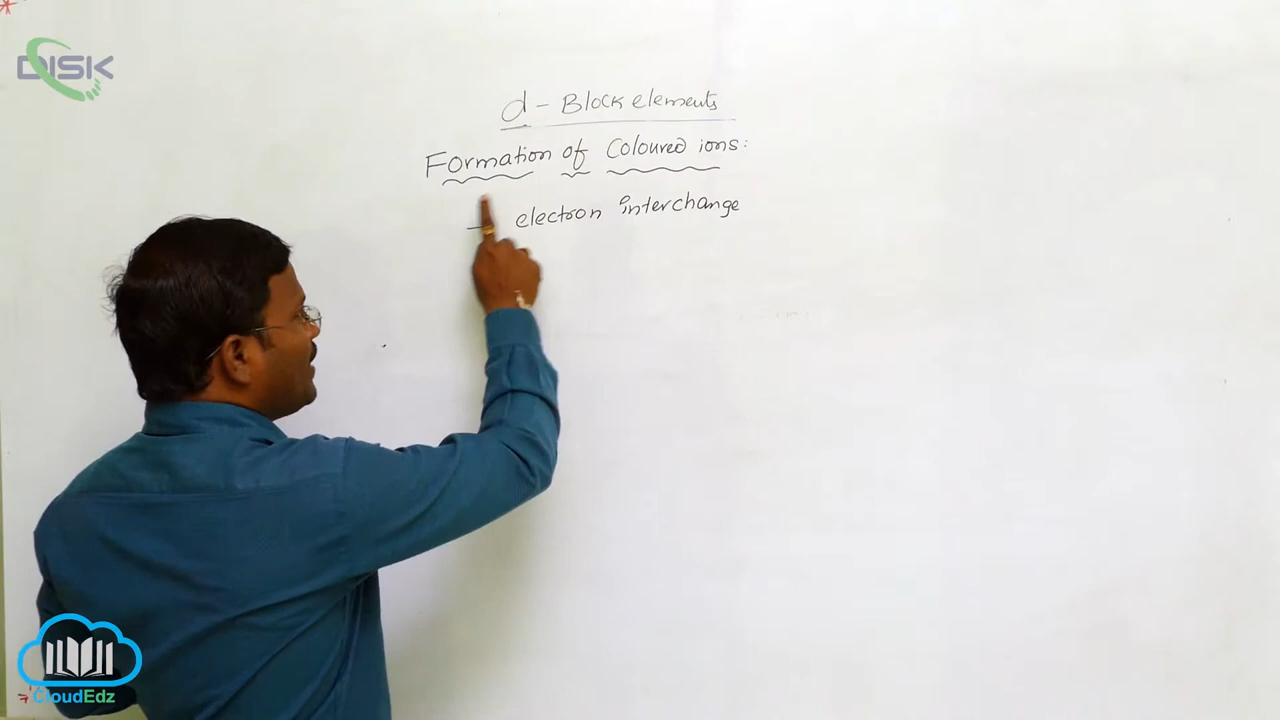 DISK
d - Block elements
Formation of Coloured ions:
electron interchange
CloudEdz